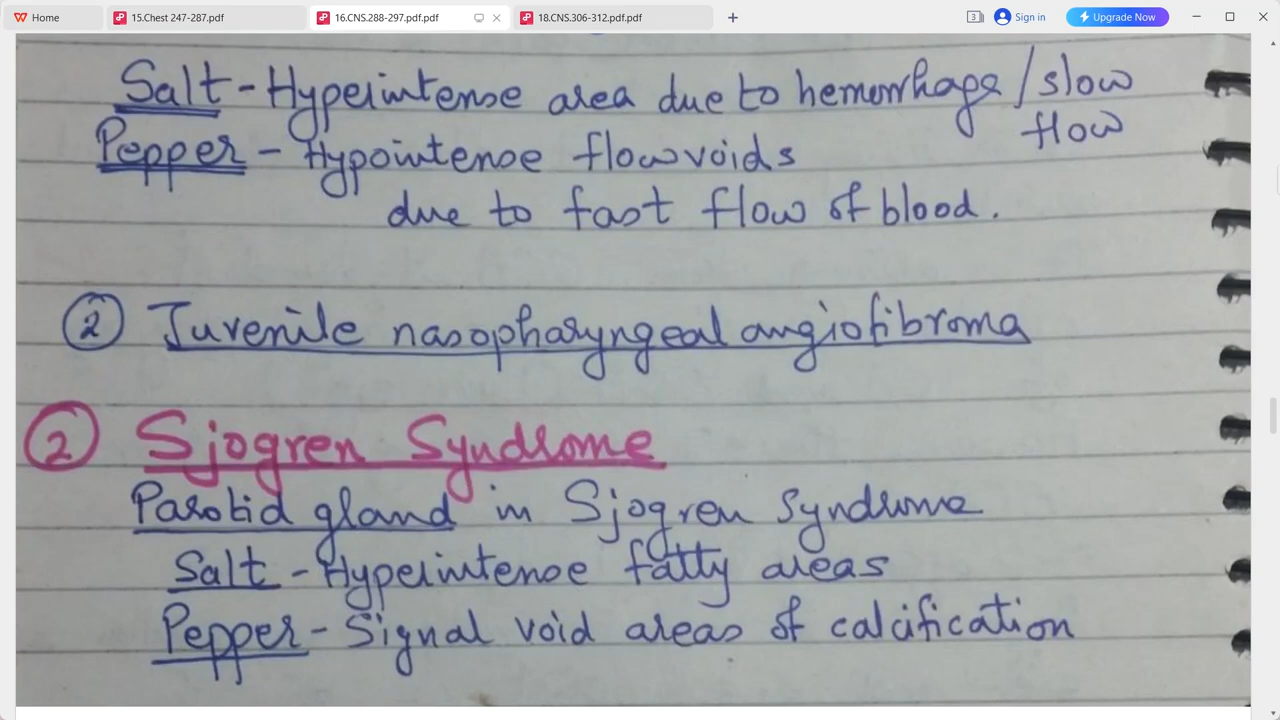 Home
15.Chest 247-287.pdf
16.CNS.288-297.pdf.pdf
18.CNS.306-312.pdf.pdf
3
Sign in
Upgrade Now
Salt - Hyperintense area due to hemorrhage / slow
flow
Pepper - Hypointense flowvoids
due to fast flow of blood.
② Juvenile nasopharyngeal angiofibroma
② Sjogren Syndrome
Parotid gland in Sjogren Syndrome
Salt - Hyperintense fatty areas
Pepper - Signal void areas of calcification